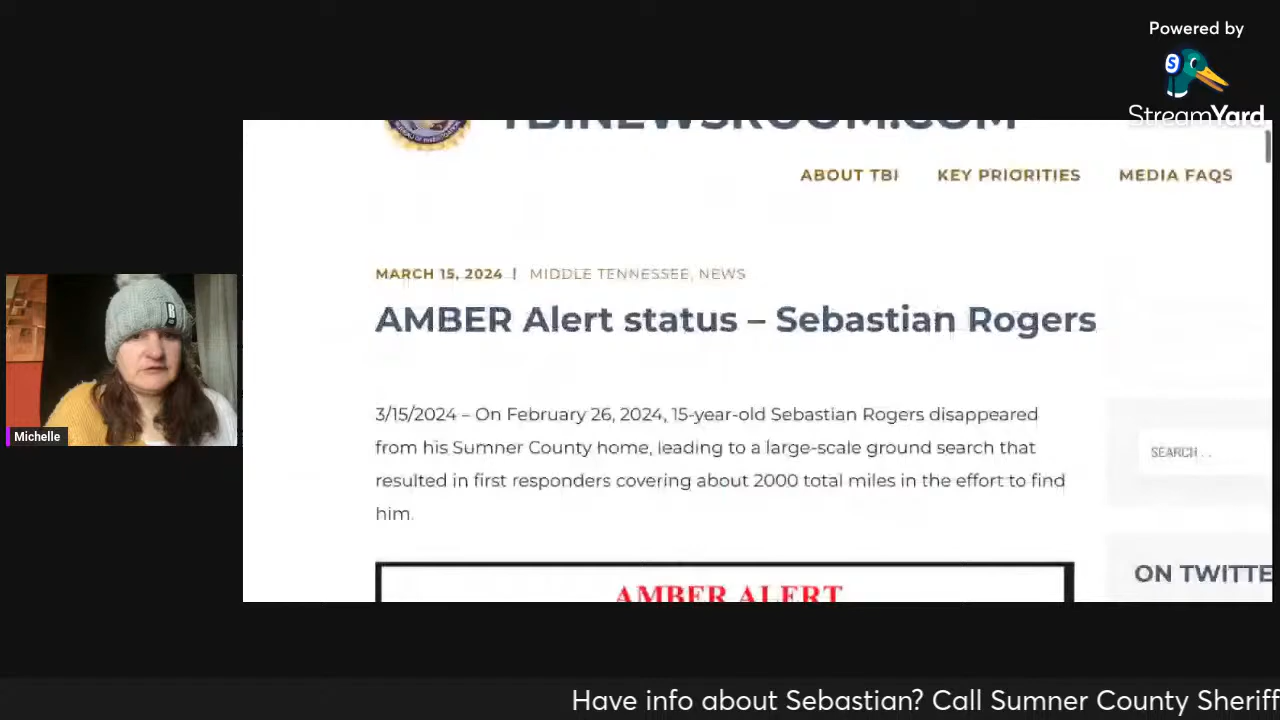 Powered by
StreamYard
TBINEWSROOM.COM
ABOUT TBI KEY PRIORITIES MEDIA FAQS
MARCH 15, 2024 | MIDDLE TENNESSEE, NEWS
AMBER Alert status – Sebastian Rogers
3/15/2024 – On February 26, 2024, 15-year-old Sebastian Rogers disappeared
from his Sumner County home, leading to a large-scale ground search that
resulted in first responders covering about 2000 total miles in the effort to find
him.
SEARCH . .
ON TWITTE
AMBER ALERT
Michelle
Have info about Sebastian? Call Sumner County Sheriff